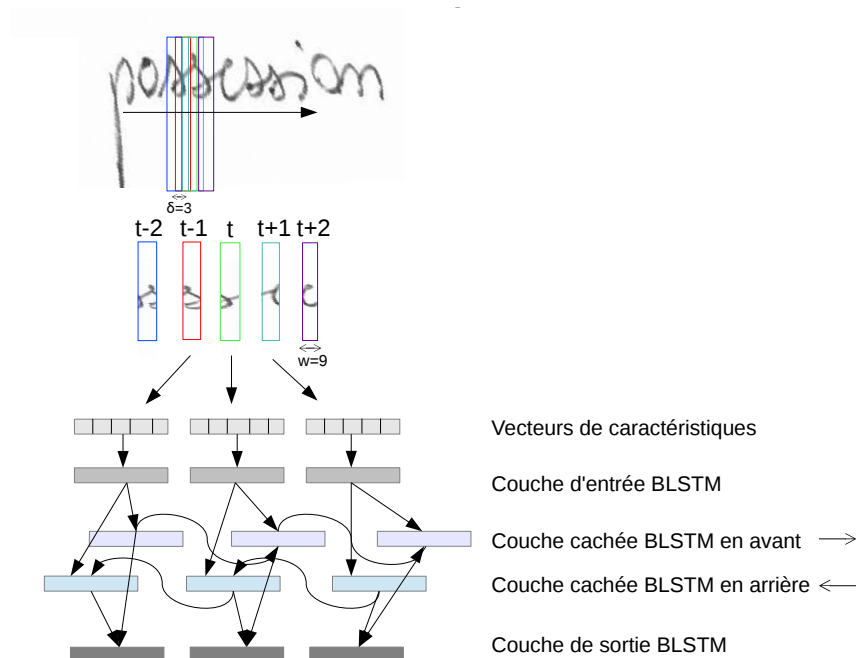 possession
δ=3
t-2 t-1 t t+1 t+2
w=9
Vecteurs de caractéristiques
Couche d'entrée BLSTM
Couche cachée BLSTM en avant
Couche cachée BLSTM en arrière
Couche de sortie BLSTM